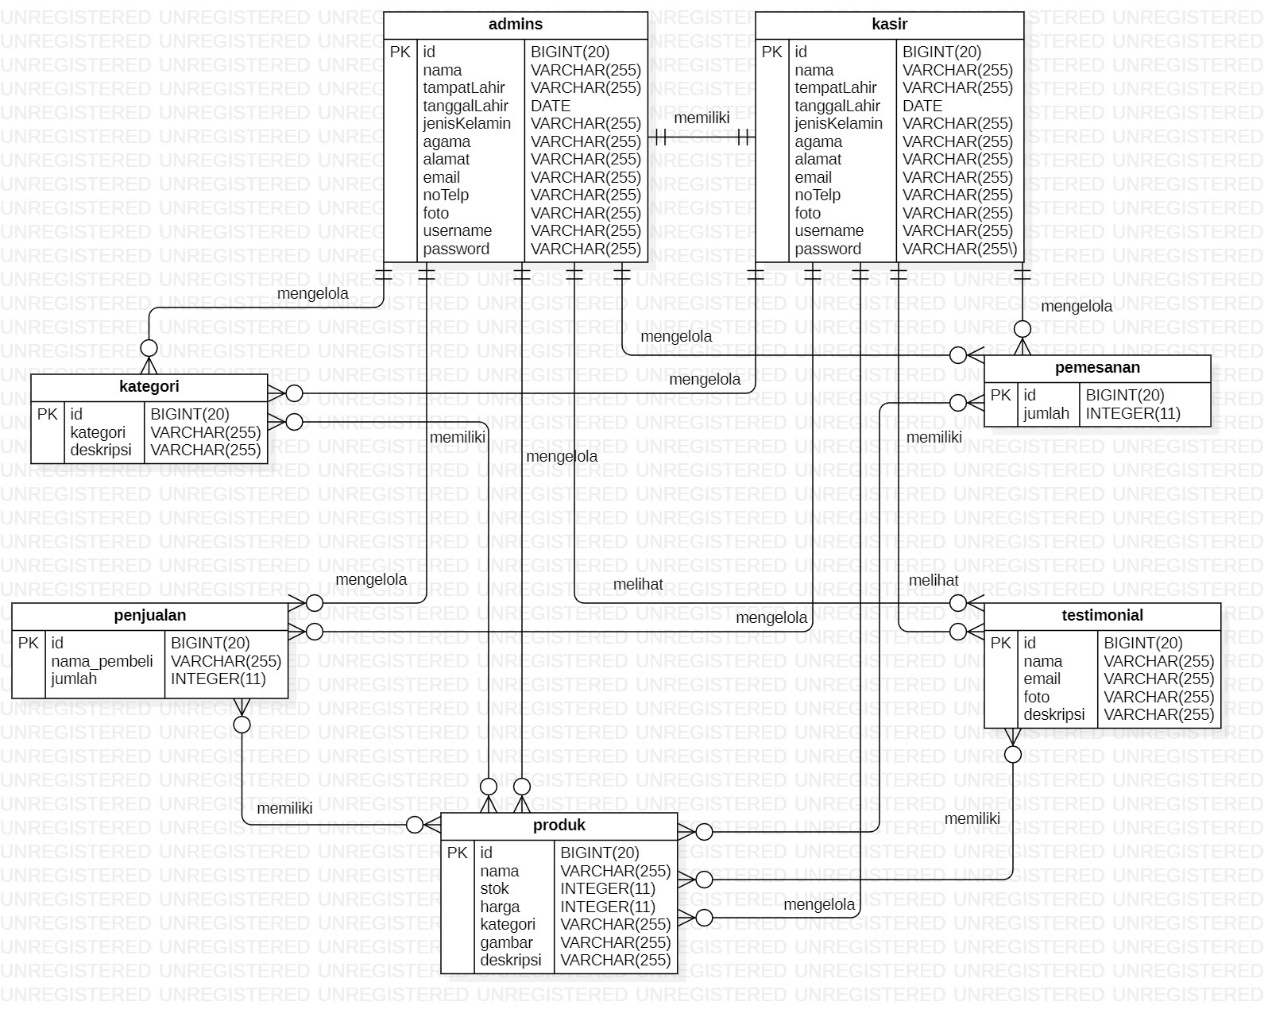 admins
PK id BIGINT(20)
nama VARCHAR(255)
tampatLahir VARCHAR(255)
tanggalLahir DATE
jenisKelamin VARCHAR(255)
agama VARCHAR(255)
alamat VARCHAR(255)
email VARCHAR(255)
noTelp VARCHAR(255)
foto VARCHAR(255)
username VARCHAR(255)
password VARCHAR(255)
memiliki
kasir
PK id BIGINT(20)
nama VARCHAR(255)
tempatLahir VARCHAR(255)
tanggalLahir DATE
jenisKelamin VARCHAR(255)
agama VARCHAR(255)
alamat VARCHAR(255)
email VARCHAR(255)
noTelp VARCHAR(255)
foto VARCHAR(255)
username VARCHAR(255)
password VARCHAR(255\)
mengelola
mengelola
mengelola
mengelola
kategori
PK id BIGINT(20)
kategori VARCHAR(255)
deskripsi VARCHAR(255)
pemesanan
PK id BIGINT(20)
jumlah INTEGER(11)
memiliki
memiliki
mengelola
mengelola
melihat
melihat
mengelola
penjualan
PK id BIGINT(20)
nama_pembeli VARCHAR(255)
jumlah INTEGER(11)
testimonial
PK id BIGINT(20)
nama VARCHAR(255)
email VARCHAR(255)
foto VARCHAR(255)
deskripsi VARCHAR(255)
memiliki
memiliki
mengelola
produk
PK id BIGINT(20)
nama VARCHAR(255)
stok INTEGER(11)
harga INTEGER(11)
kategori VARCHAR(255)
gambar VARCHAR(255)
deskripsi VARCHAR(255)
UNREGISTERED UNREGISTERED UNREGISTERED UNREGISTERED UNREGISTERED UNREGISTERED UNREGISTERED UNREGISTERED